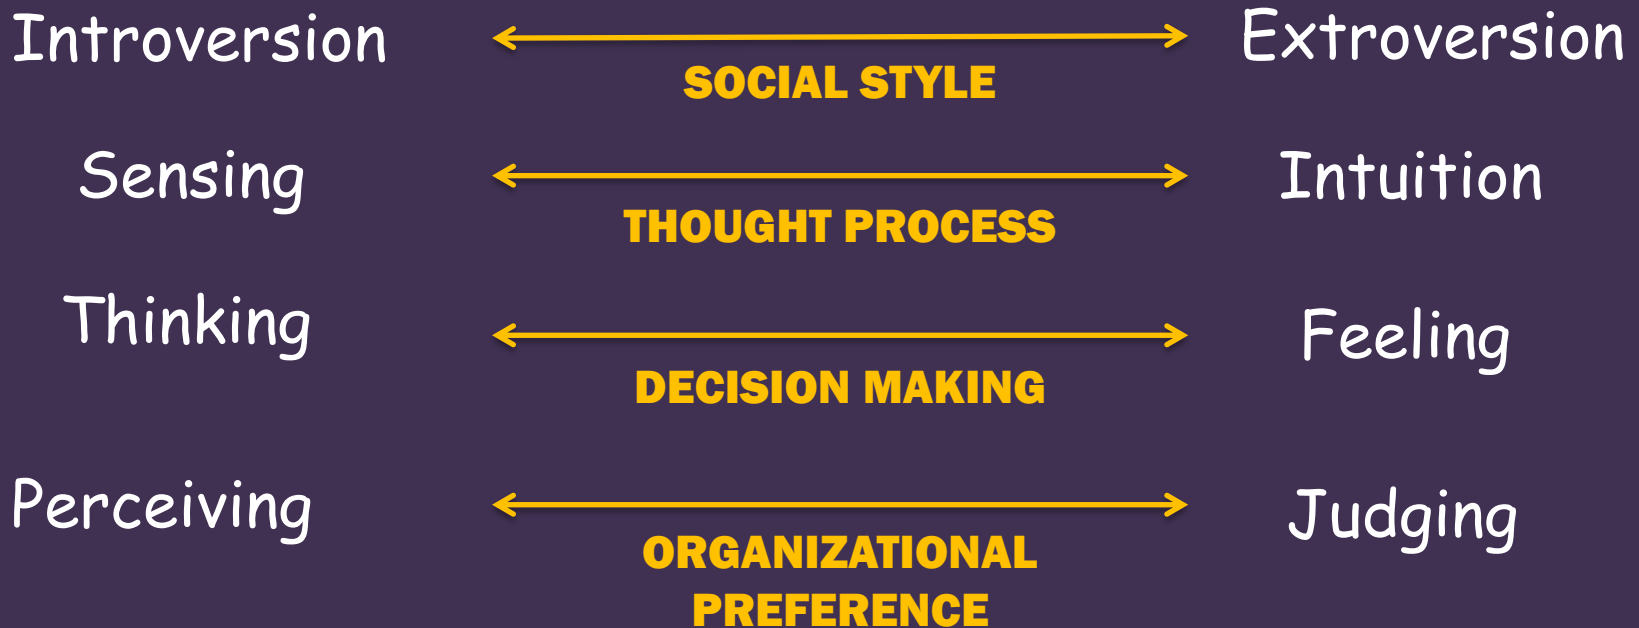 Introversion
Extroversion
SOCIAL STYLE
Sensing
Intuition
THOUGHT PROCESS
Thinking
Feeling
DECISION MAKING
Perceiving
Judging
ORGANIZATIONAL
PREFERENCE